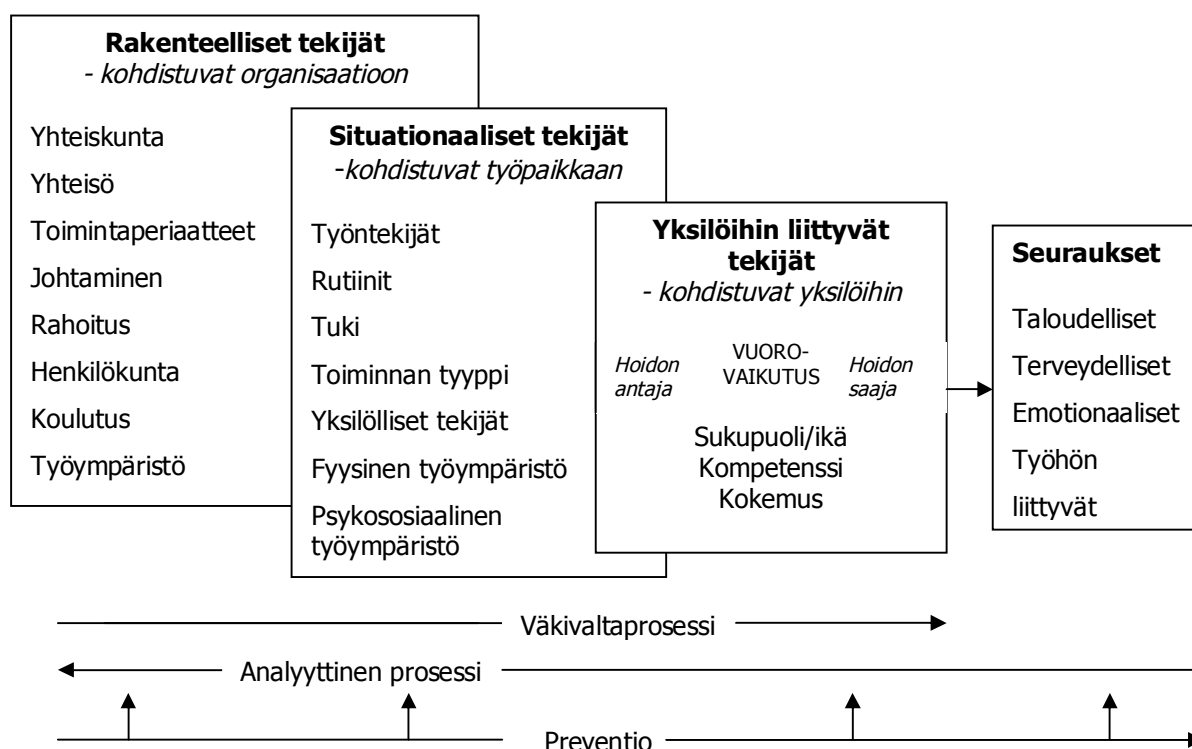 Rakenteelliset tekijät
- kohdistuvat organisaatioon
Yhteiskunta
Yhteisö
Toimintaperiaatteet
Johtaminen
Rahoitus
Henkilökunta
Koulutus
Työympäristö
Situationaaliset tekijät
-kohdistuvat työpaikkaan
Työntekijät
Rutiinit
Tuki
Toiminnan tyyppi
Yksilölliset tekijät
Fyysinen työympäristö
Psykososiaalinen
työympäristö
Yksilöihin liittyvät
tekijät
- kohdistuvat yksilöihin
Hoidon
antaja
VUORO-
VAIKUTUS
Hoidon
saaja
Sukupuoli/ikä
Kompetenssi
Kokemus
Seuraukset
Taloudelliset
Terveydelliset
Emotionaaliset
Työhön
liittyvät
Väkivaltaprosessi
Analyyttinen prosessi
Preventio